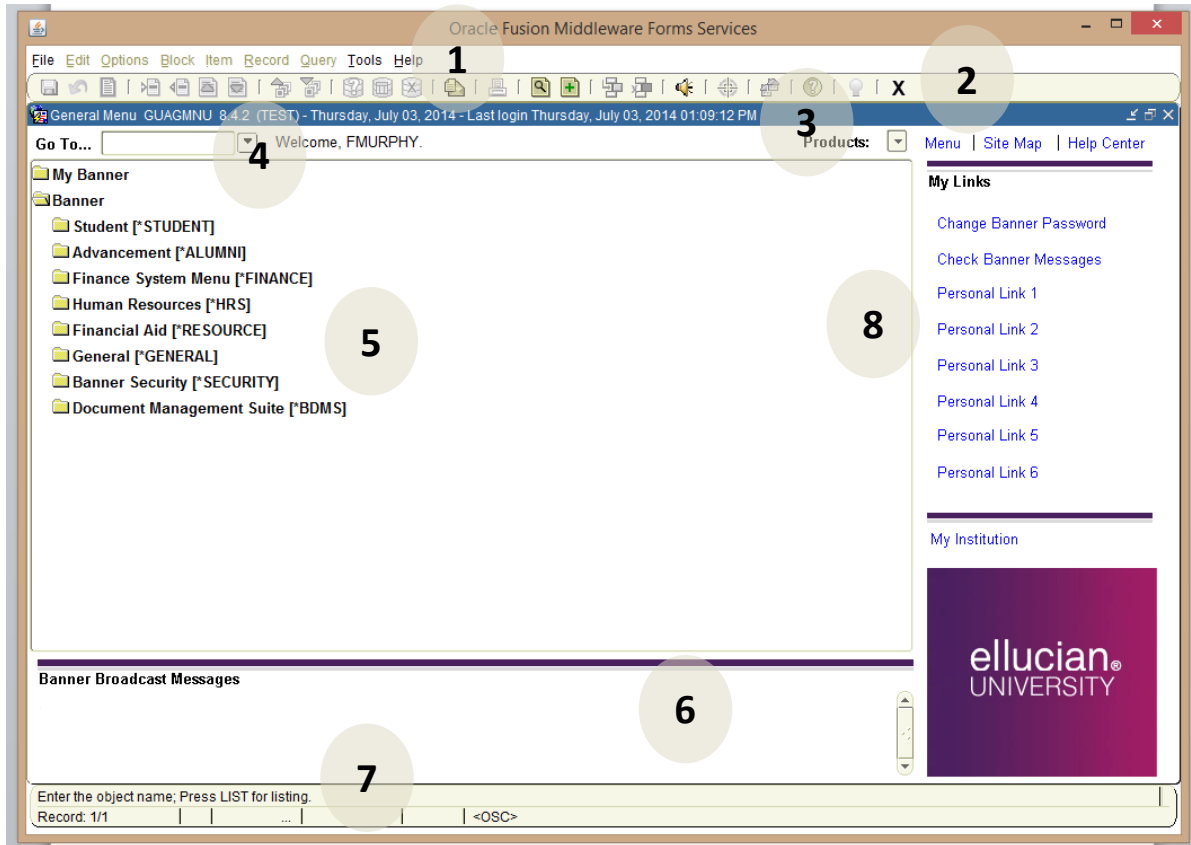 Oracle Fusion Middleware Forms Services
File Edit Options Block Item Record Query Tools Help
1
2
X
General Menu GUAGMNU 8.4.2 (TEST) - Thursday, July 03, 2014 - Last login Thursday, July 03, 2014 01:09:12 PM
3
Go To... Welcome, FMURPHY. Products: Menu | Site Map | Help Center
4
My Banner
Banner
Student [*STUDENT]
Advancement [*ALUMNI]
Finance System Menu [*FINANCE]
Human Resources [*HRS]
Financial Aid [*RESOURCE]
General [*GENERAL]
Banner Security [*SECURITY]
Document Management Suite [*BDMS]
5
8
My Links
Change Banner Password
Check Banner Messages
Personal Link 1
Personal Link 2
Personal Link 3
Personal Link 4
Personal Link 5
Personal Link 6
My Institution
ellucian®
UNIVERSITY
Banner Broadcast Messages
6
7
Enter the object name; Press LIST for listing.
Record: 1/1 ... <OSC>